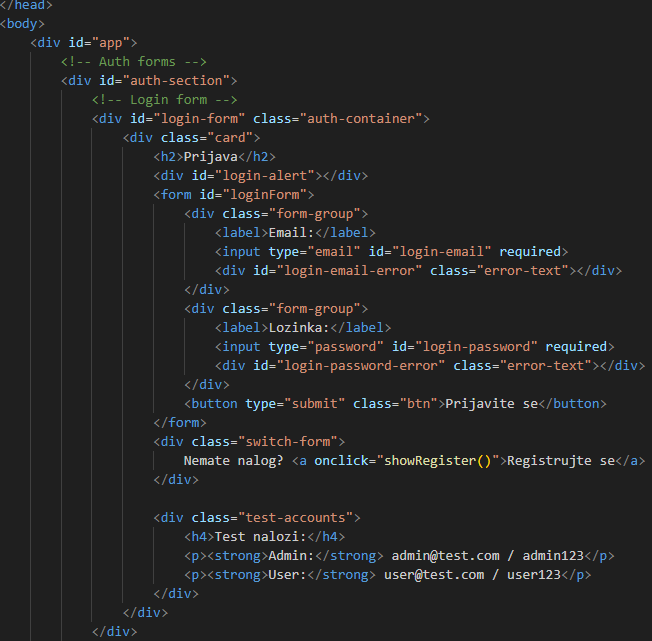 </head>
<body>
    <div id="app">
        <!-- Auth forms -->
        <div id="auth-section">
            <!-- Login form -->
            <div id="login-form" class="auth-container">
                <div class="card">
                    <h2>Prijava</h2>
                    <div id="login-alert"></div>
                    <form id="loginForm">
                        <div class="form-group">
                            <label>Email:</label>
                            <input type="email" id="login-email" required>
                            <div id="login-email-error" class="error-text"></div>
                        </div>
                        <div class="form-group">
                            <label>Lozinka:</label>
                            <input type="password" id="login-password" required>
                            <div id="login-password-error" class="error-text"></div>
                        </div>
                        <button type="submit" class="btn">Prijavite se</button>
                    </form>
                    <div class="switch-form">
                        Nemate nalog? <a onclick="showRegister()">Registrujte se</a>
                    </div>

                    <div class="test-accounts">
                        <h4>Test nalozi:</h4>
                        <p><strong>Admin:</strong> admin@test.com / admin123</p>
                        <p><strong>User:</strong> user@test.com / user123</p>
                    </div>
                </div>
            </div>